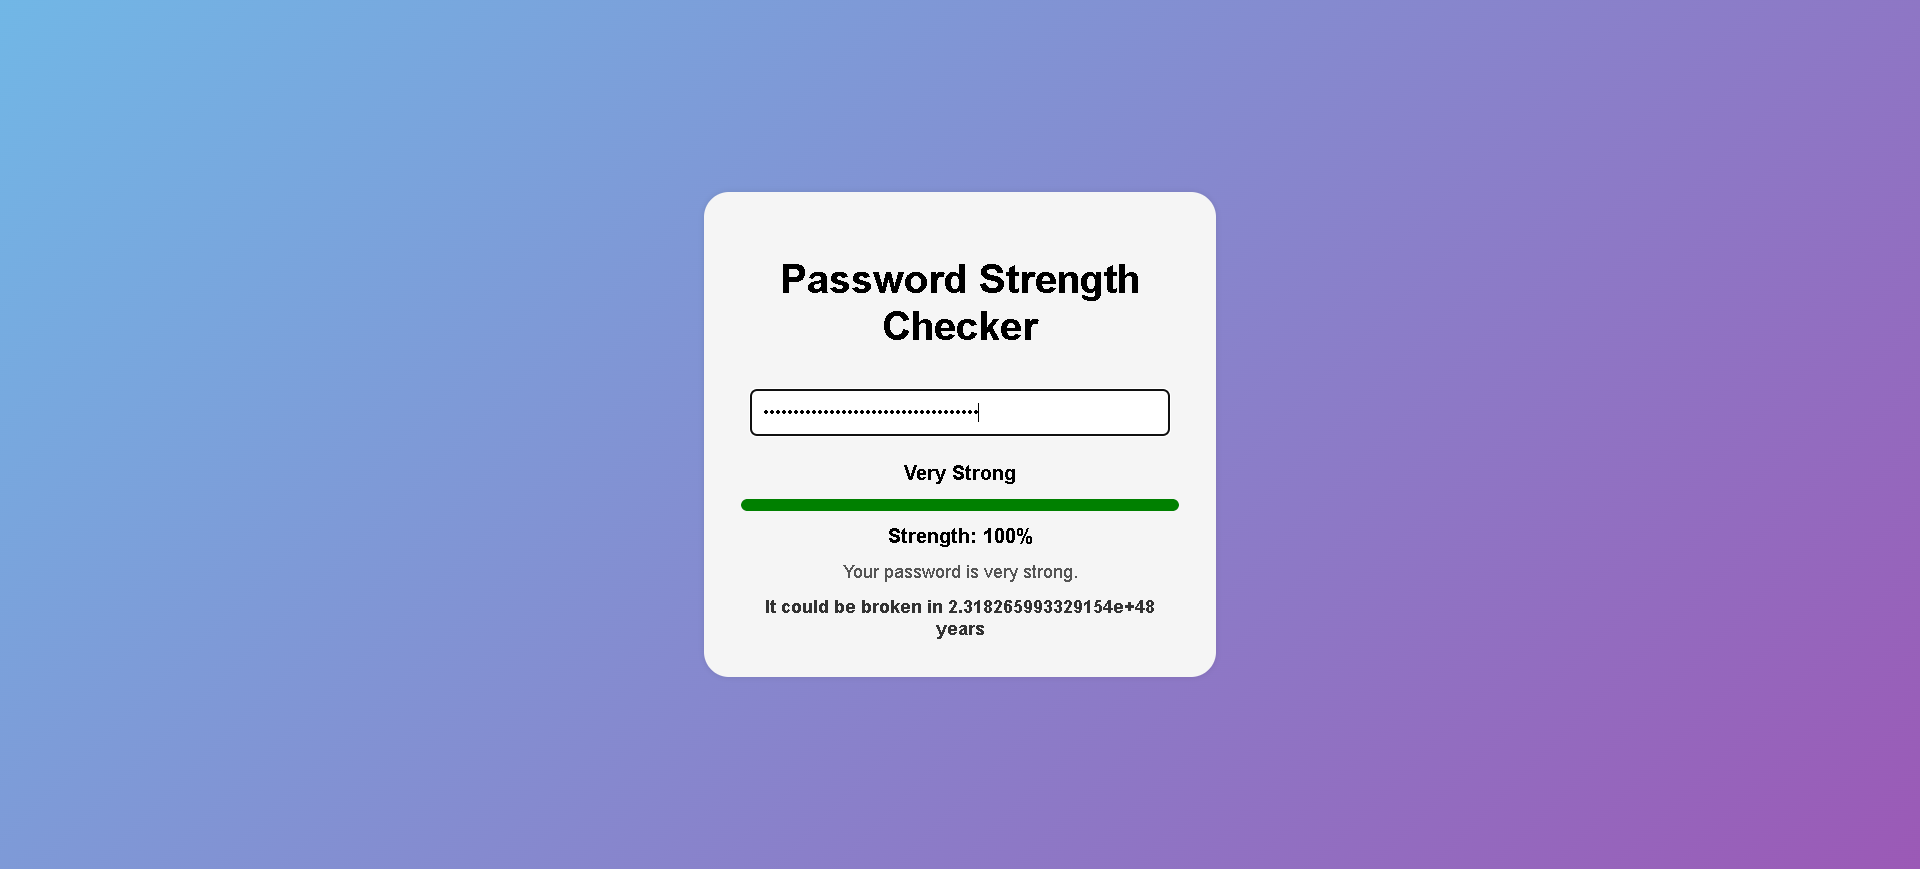 Password Strength
Checker
Very Strong
Strength: 100%
Your password is very strong.
It could be broken in 2.318265993329154e+48
years